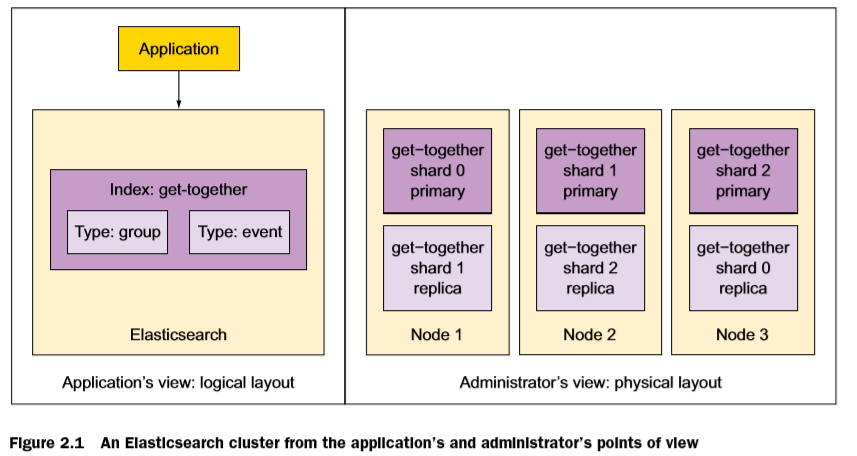 Application
Index: get-together
Type: group
Type: event
Elasticsearch
Application's view: logical layout
get-together
shard 0
primary
get-together
shard 1
replica
Node 1
get-together
shard 1
primary
get-together
shard 2
replica
Node 2
get-together
shard 2
primary
get-together
shard 0
replica
Node 3
Administrator's view: physical layout
Figure 2.1 An Elasticsearch cluster from the application's and administrator's points of view